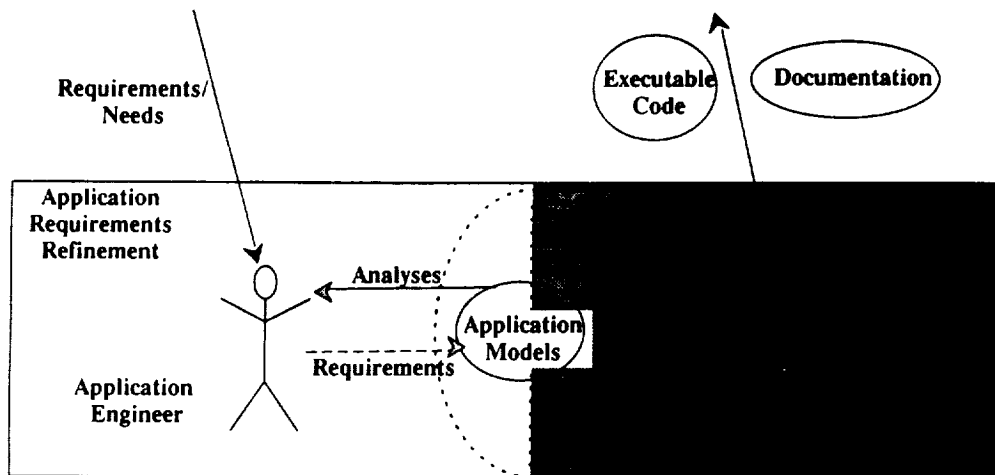 Requirements/
Needs
Executable
Code
Documentation
Application
Requirements
Refinement
Analyses
Application
Models
Requirements
Application
Engineer